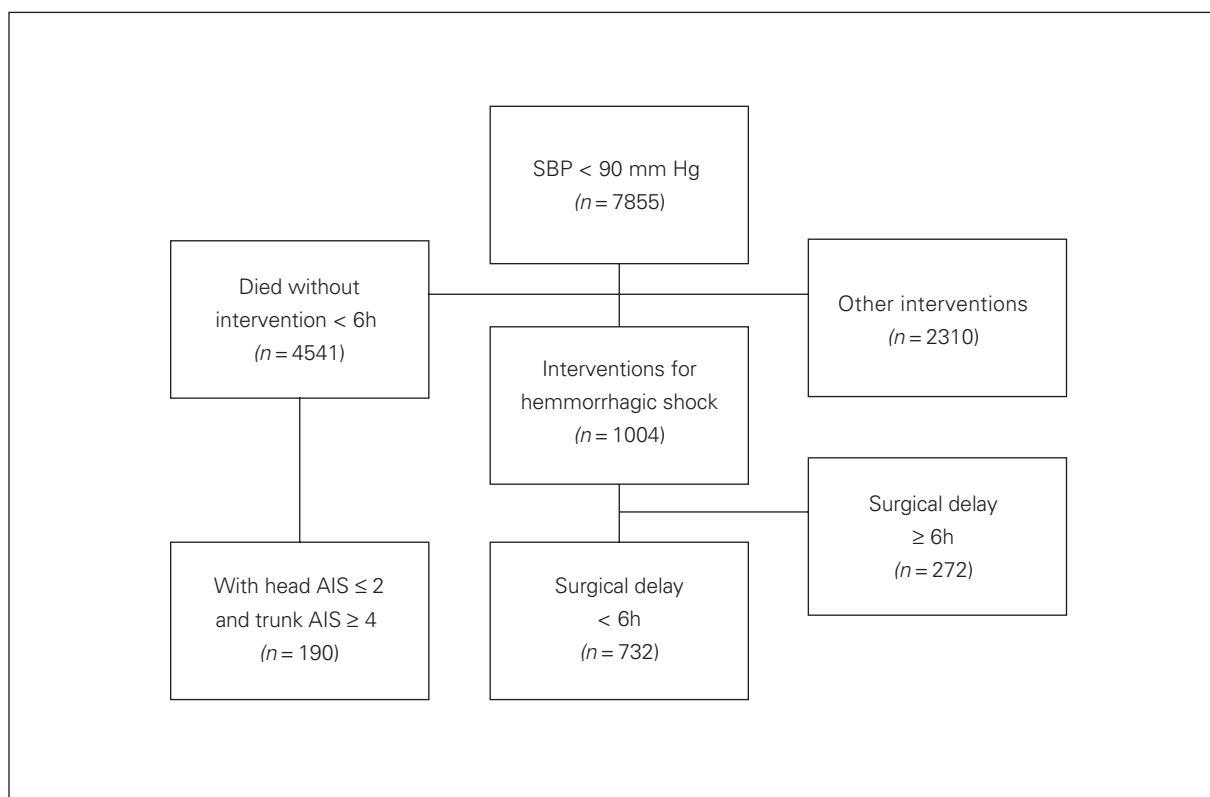 SBP < 90 mm Hg
(n = 7855)
Died without
intervention < 6h
(n = 4541)
Other interventions
(n = 2310)
Interventions for
hemmorrhagic shock
(n = 1004)
Surgical delay
≥ 6h
(n = 272)
With head AIS ≤ 2
and trunk AIS ≥ 4
(n = 190)
Surgical delay
< 6h
(n = 732)